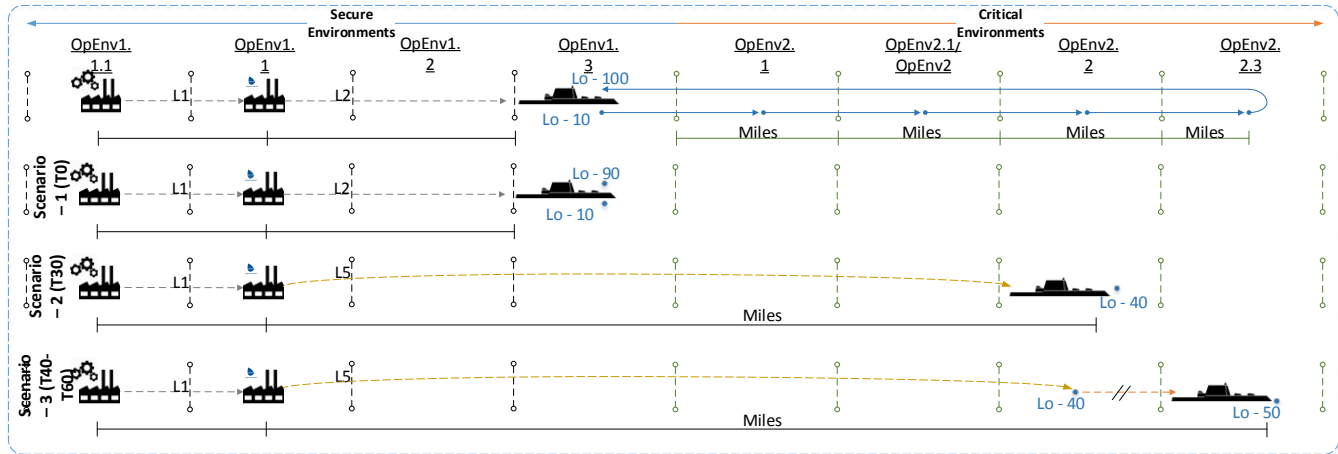 Secure
Environments
Critical
Environments
OpEnv1.
1.1
OpEnv1.
1
OpEnv1.
2
OpEnv1.
3
OpEnv2.
1
OpEnv2.1/
OpEnv2
OpEnv2.
2
OpEnv2.
2.3
L1
L2
Lo - 100
Lo - 10
Miles
Miles
Miles
Miles
Scenario
– 1 (T0)
L1
L2
Lo - 90
Lo - 10
Scenario
– 2 (T30)
L1
L5
Lo - 40
Miles
Scenario
– 3 (T40-
T60)
L1
L5
Lo - 40
Lo - 50
Miles